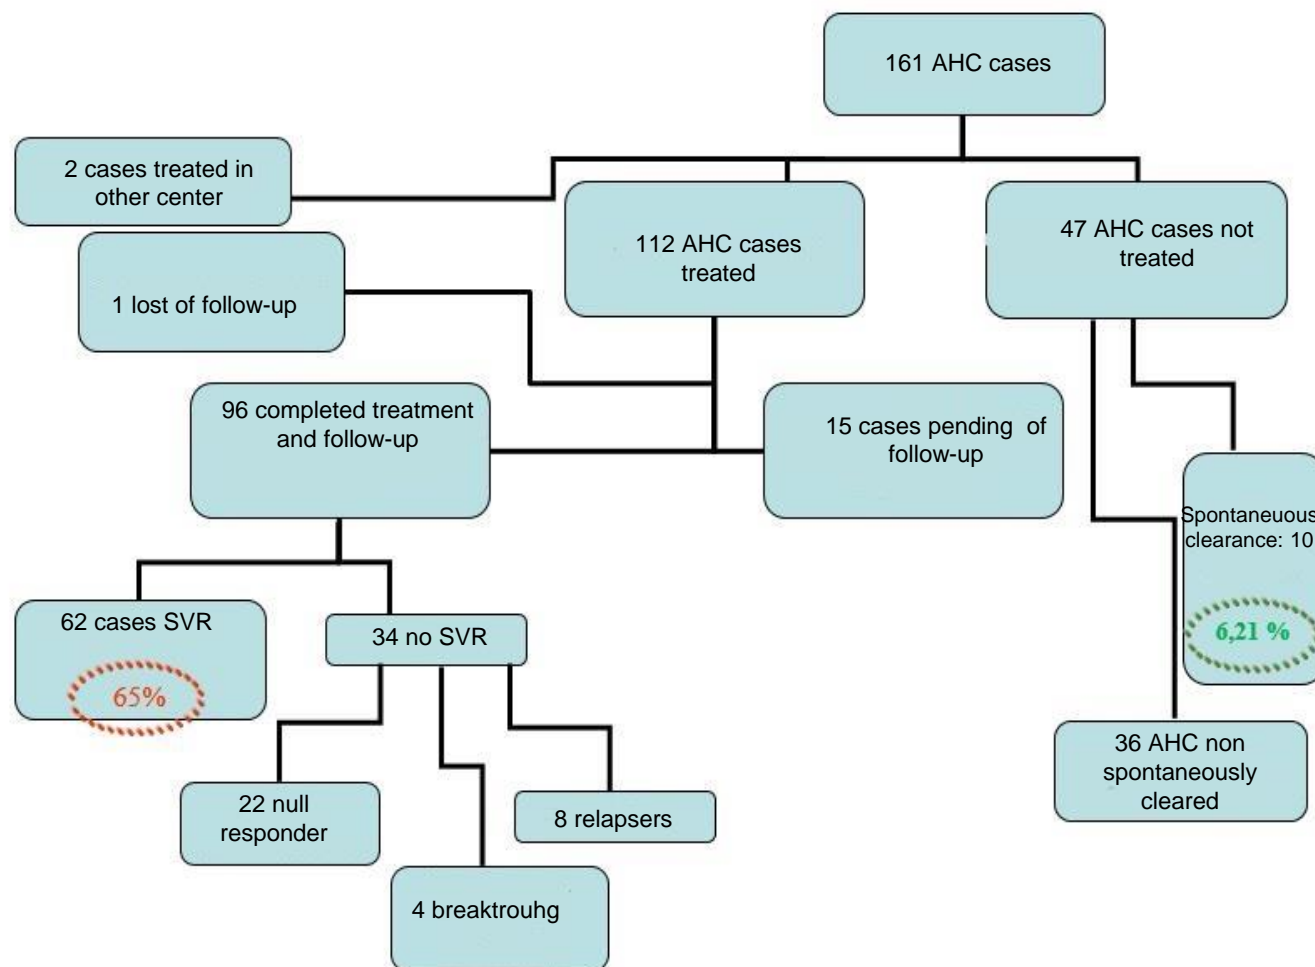 161 AHC cases
2 cases treated in
other center
112 AHC cases
treated
47 AHC cases not
treated
1 lost of follow-up
96 completed treatment
and follow-up
15 cases pending of
follow-up
Spontaneuous
clearance: 10
6,21 %
62 cases SVR
65%
34 no SVR
36 AHC non
spontaneously
cleared
22 null
responder
8 relapsers
4 breaktrouhg